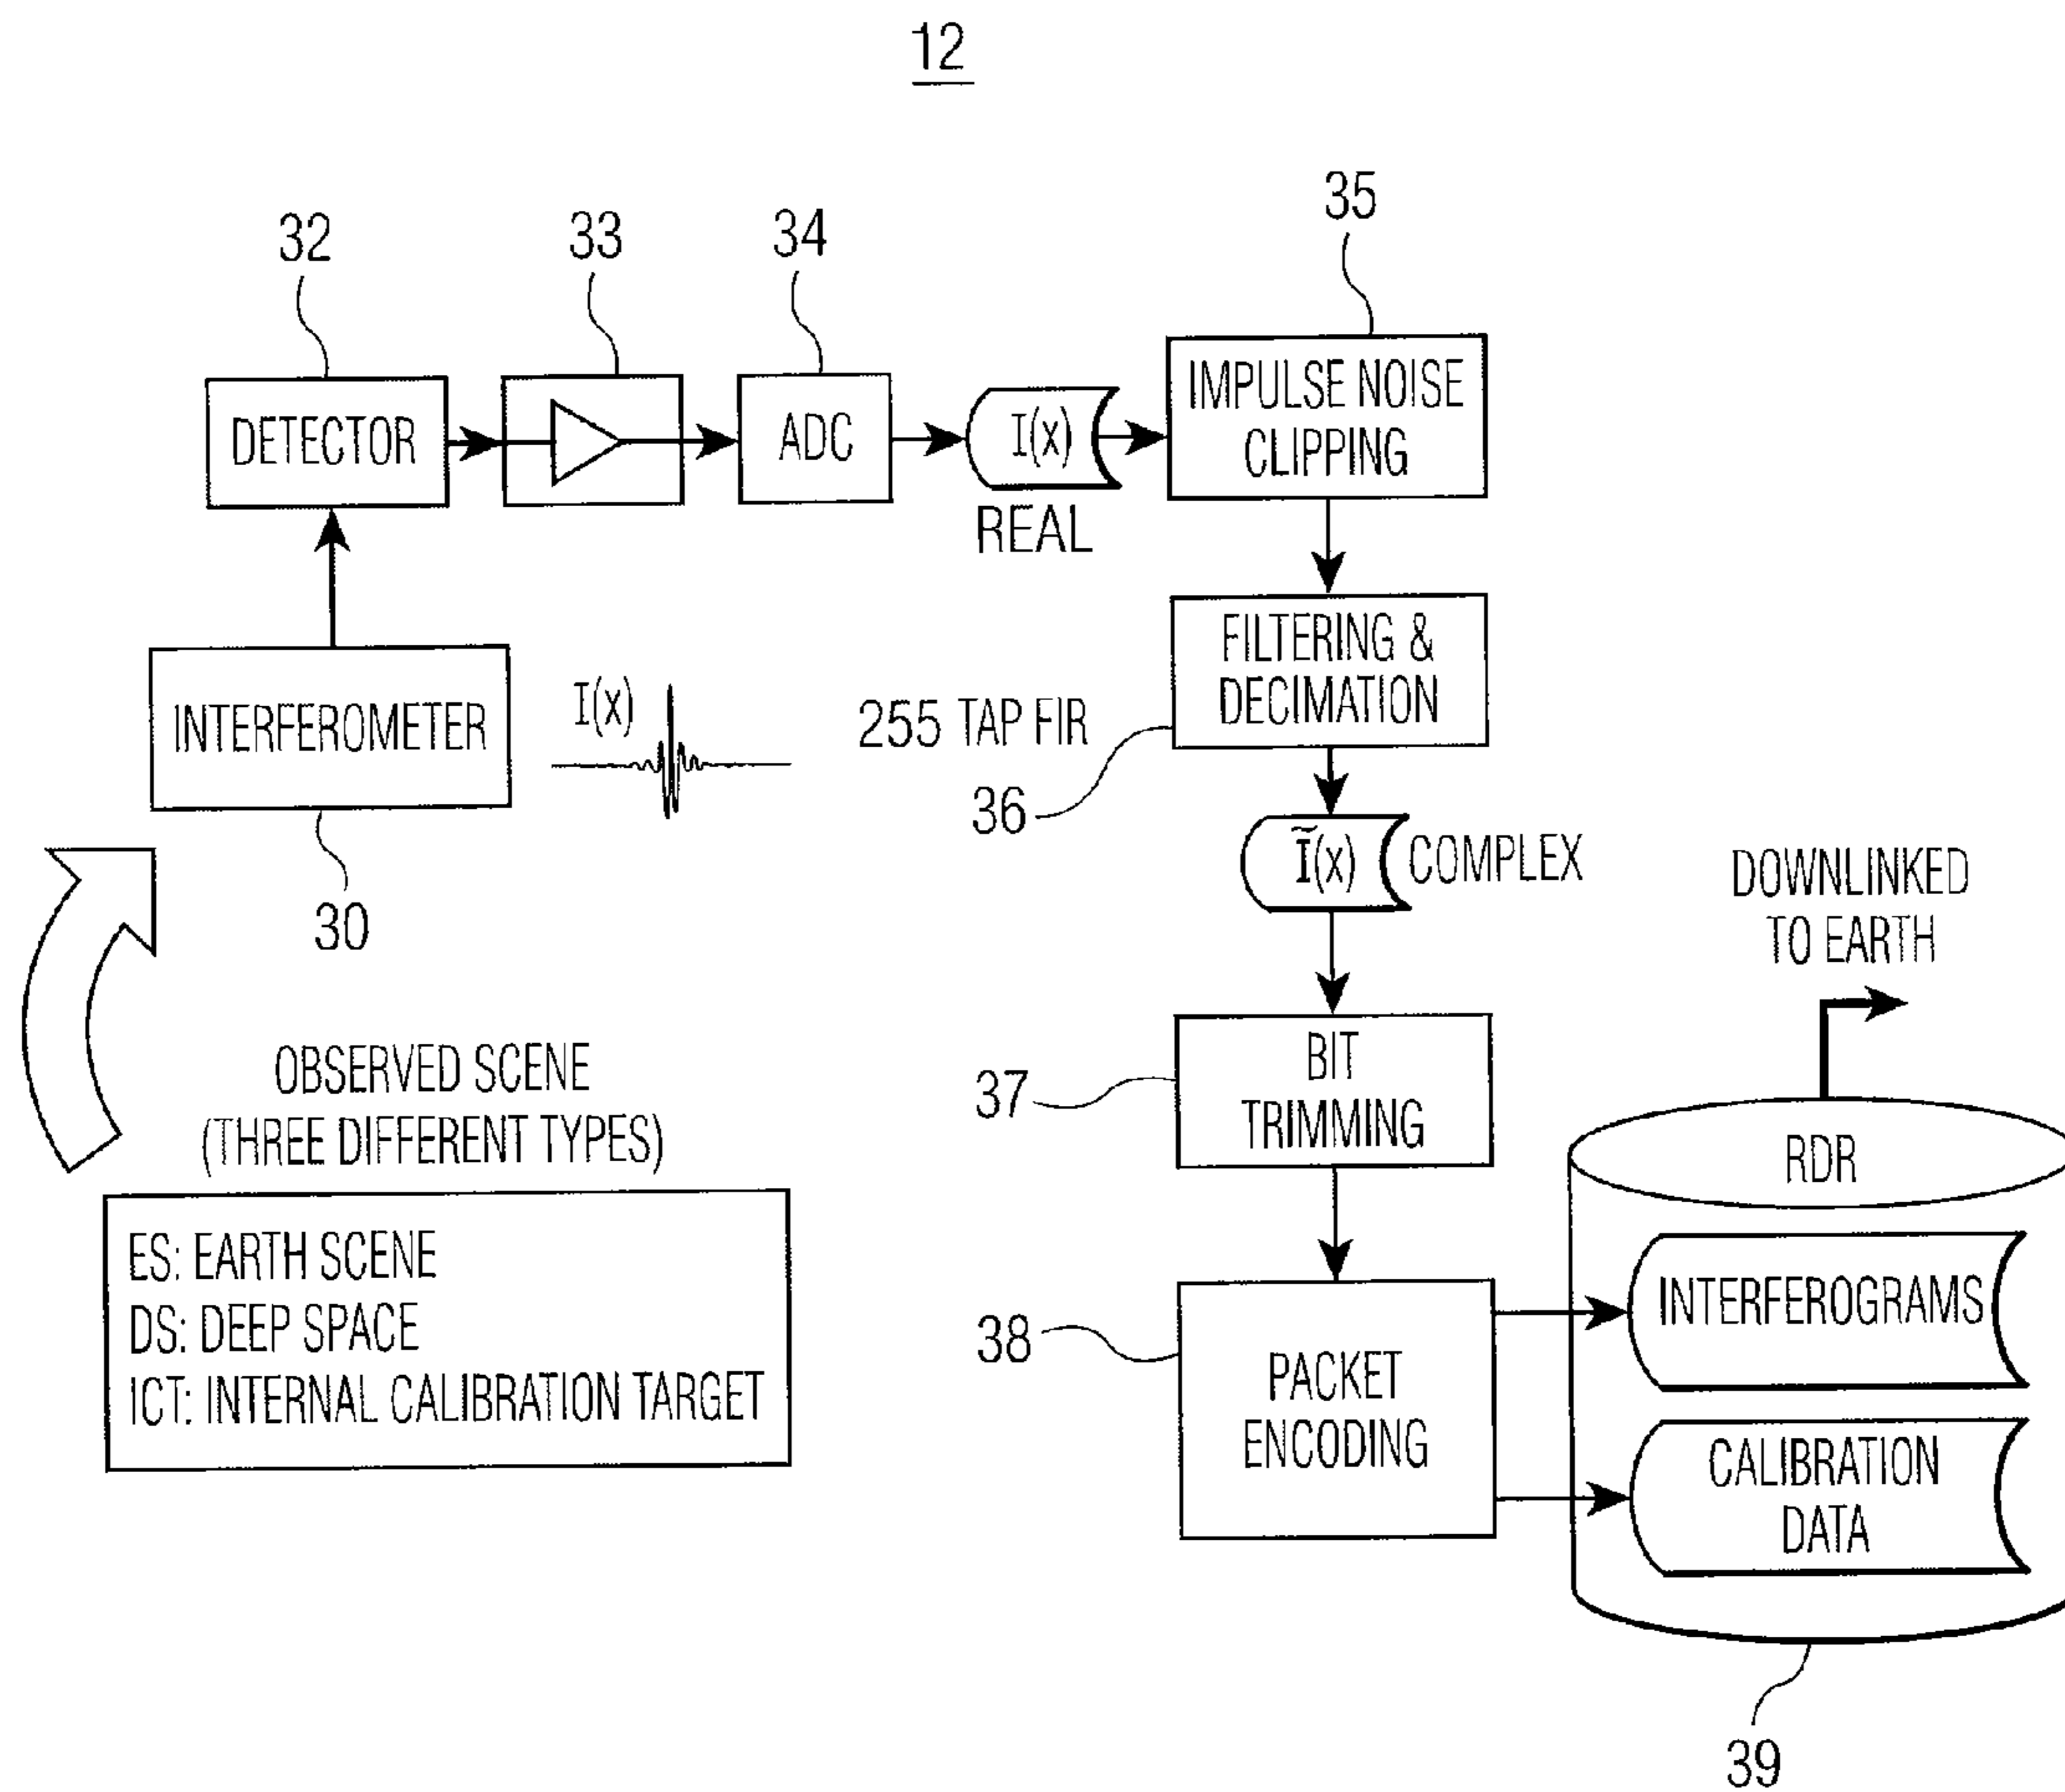 12
32
33
34
35
DETECTOR
ADC
I(x)
REAL
IMPULSE NOISE
CLIPPING
INTERFEROMETER
I(x)
30
255 TAP FIR
36
FILTERING &
DECIMATION
Ĩ(x)
COMPLEX
DOWNLINKED
TO EARTH
OBSERVED SCENE
(THREE DIFFERENT TYPES)
ES: EARTH SCENE
DS: DEEP SPACE
ICT: INTERNAL CALIBRATION TARGET
37
BIT
TRIMMING
38
PACKET
ENCODING
RDR
INTERFEROGRAMS
CALIBRATION
DATA
39